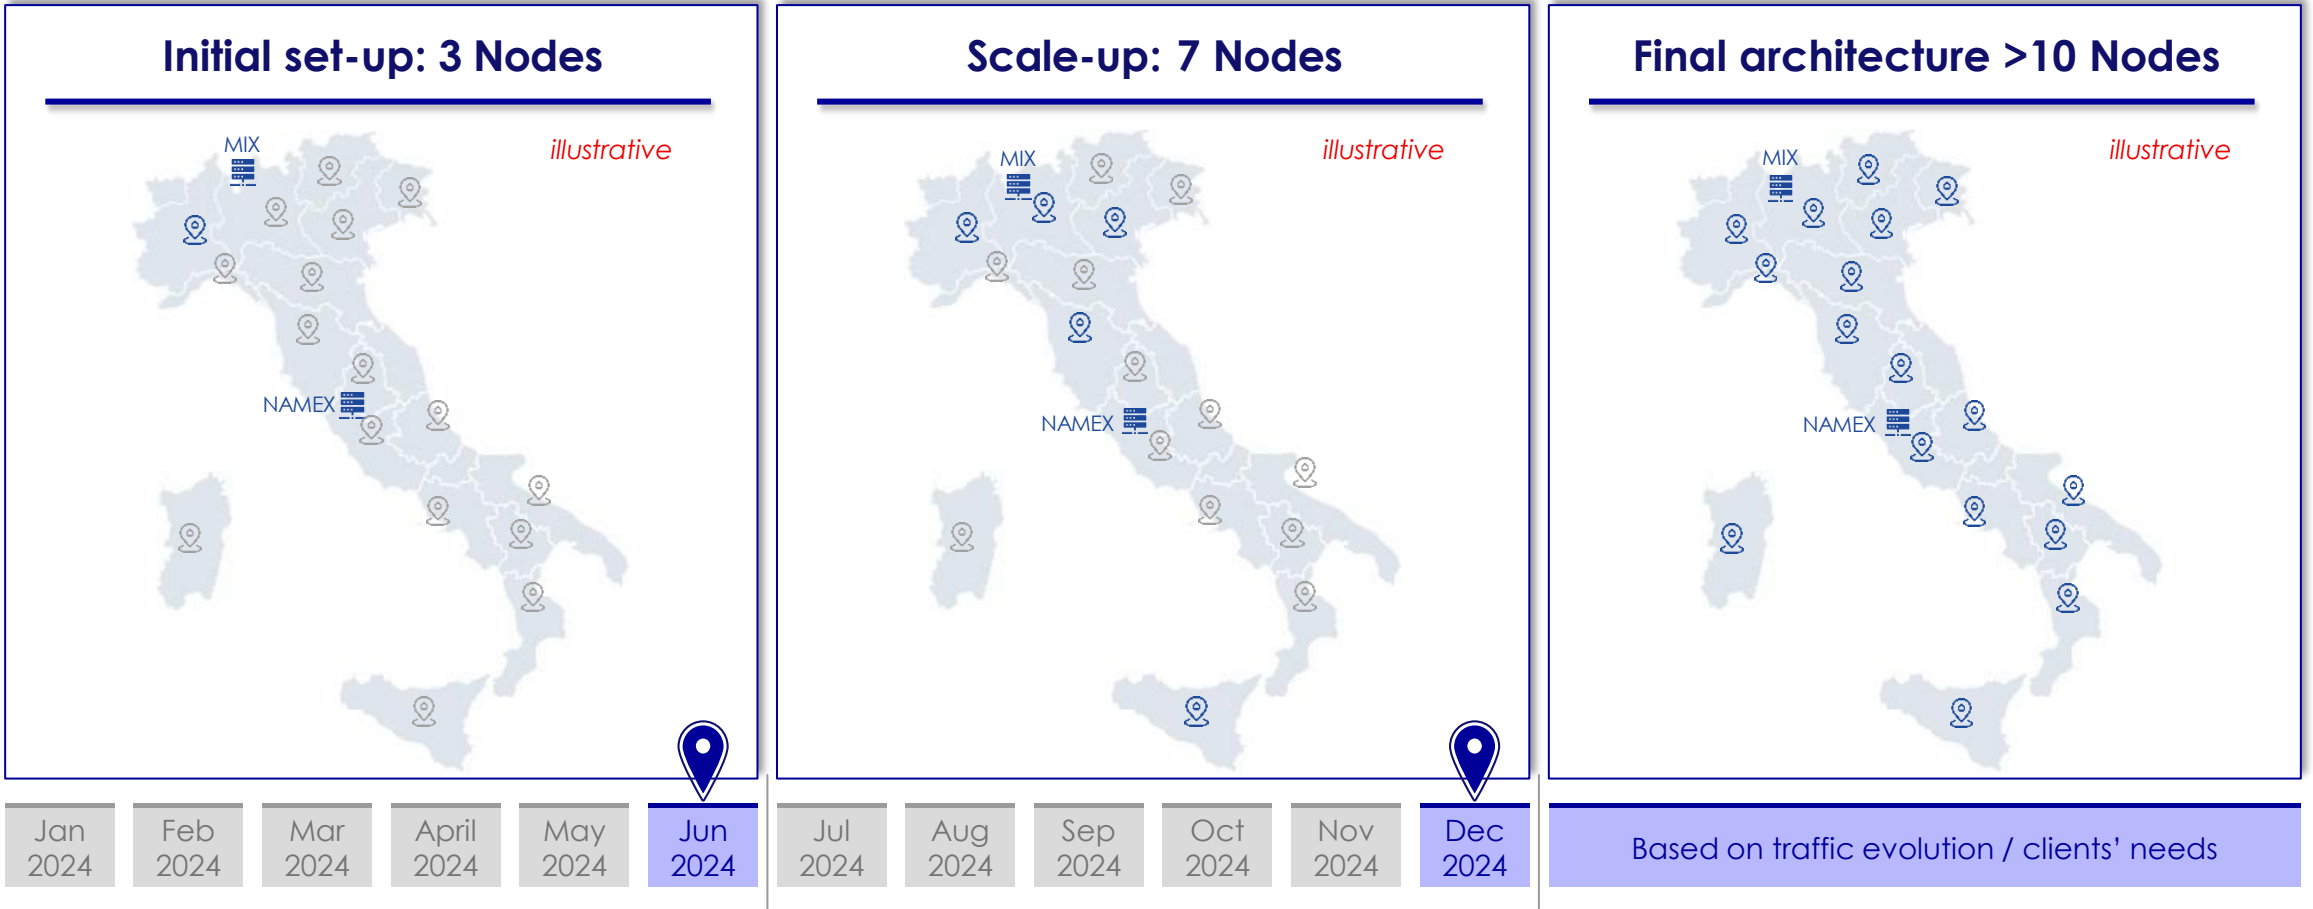 Initial set-up: 3 Nodes
illustrative
MIX
NAMEX
Scale-up: 7 Nodes
illustrative
MIX
NAMEX
Final architecture >10 Nodes
illustrative
MIX
NAMEX
Jan
2024
Feb
2024
Mar
2024
April
2024
May
2024
Jun
2024
Jul
2024
Aug
2024
Sep
2024
Oct
2024
Nov
2024
Dec
2024
Based on traffic evolution / clients’ needs